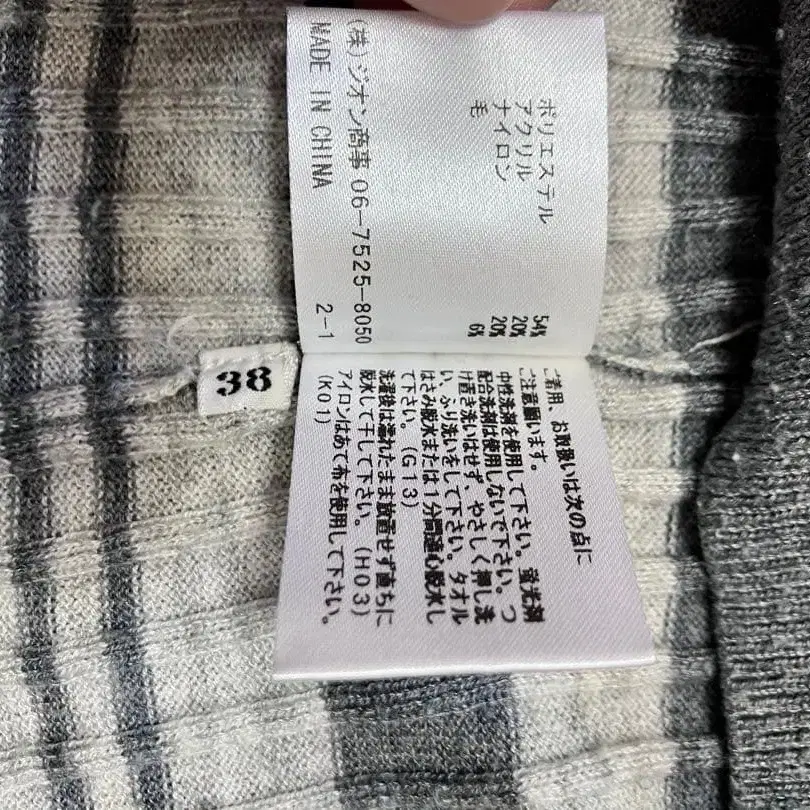 ポリエステル 54%
アクリル 20%
ナイロン 20%
毛 6%
(株)ジオン商事 06-7525-8050
MADE IN CHINA 2-1
ご着用、お取扱いは次の点に
ご注意願います。
中性洗剤を使用して下さい。蛍光剤
配合洗剤は使用しないで下さい。つ
け置き洗いはせず、やさしく押し洗
い、ふり洗いをして下さい。タオル
はさみ脱水または1分間遠心脱水し
て下さい。(G13)
洗濯後は濡れたまま放置せず直ちに
脱水して干して下さい。(H03)
アイロンはあて布を使用して下さい。
(K01)
38